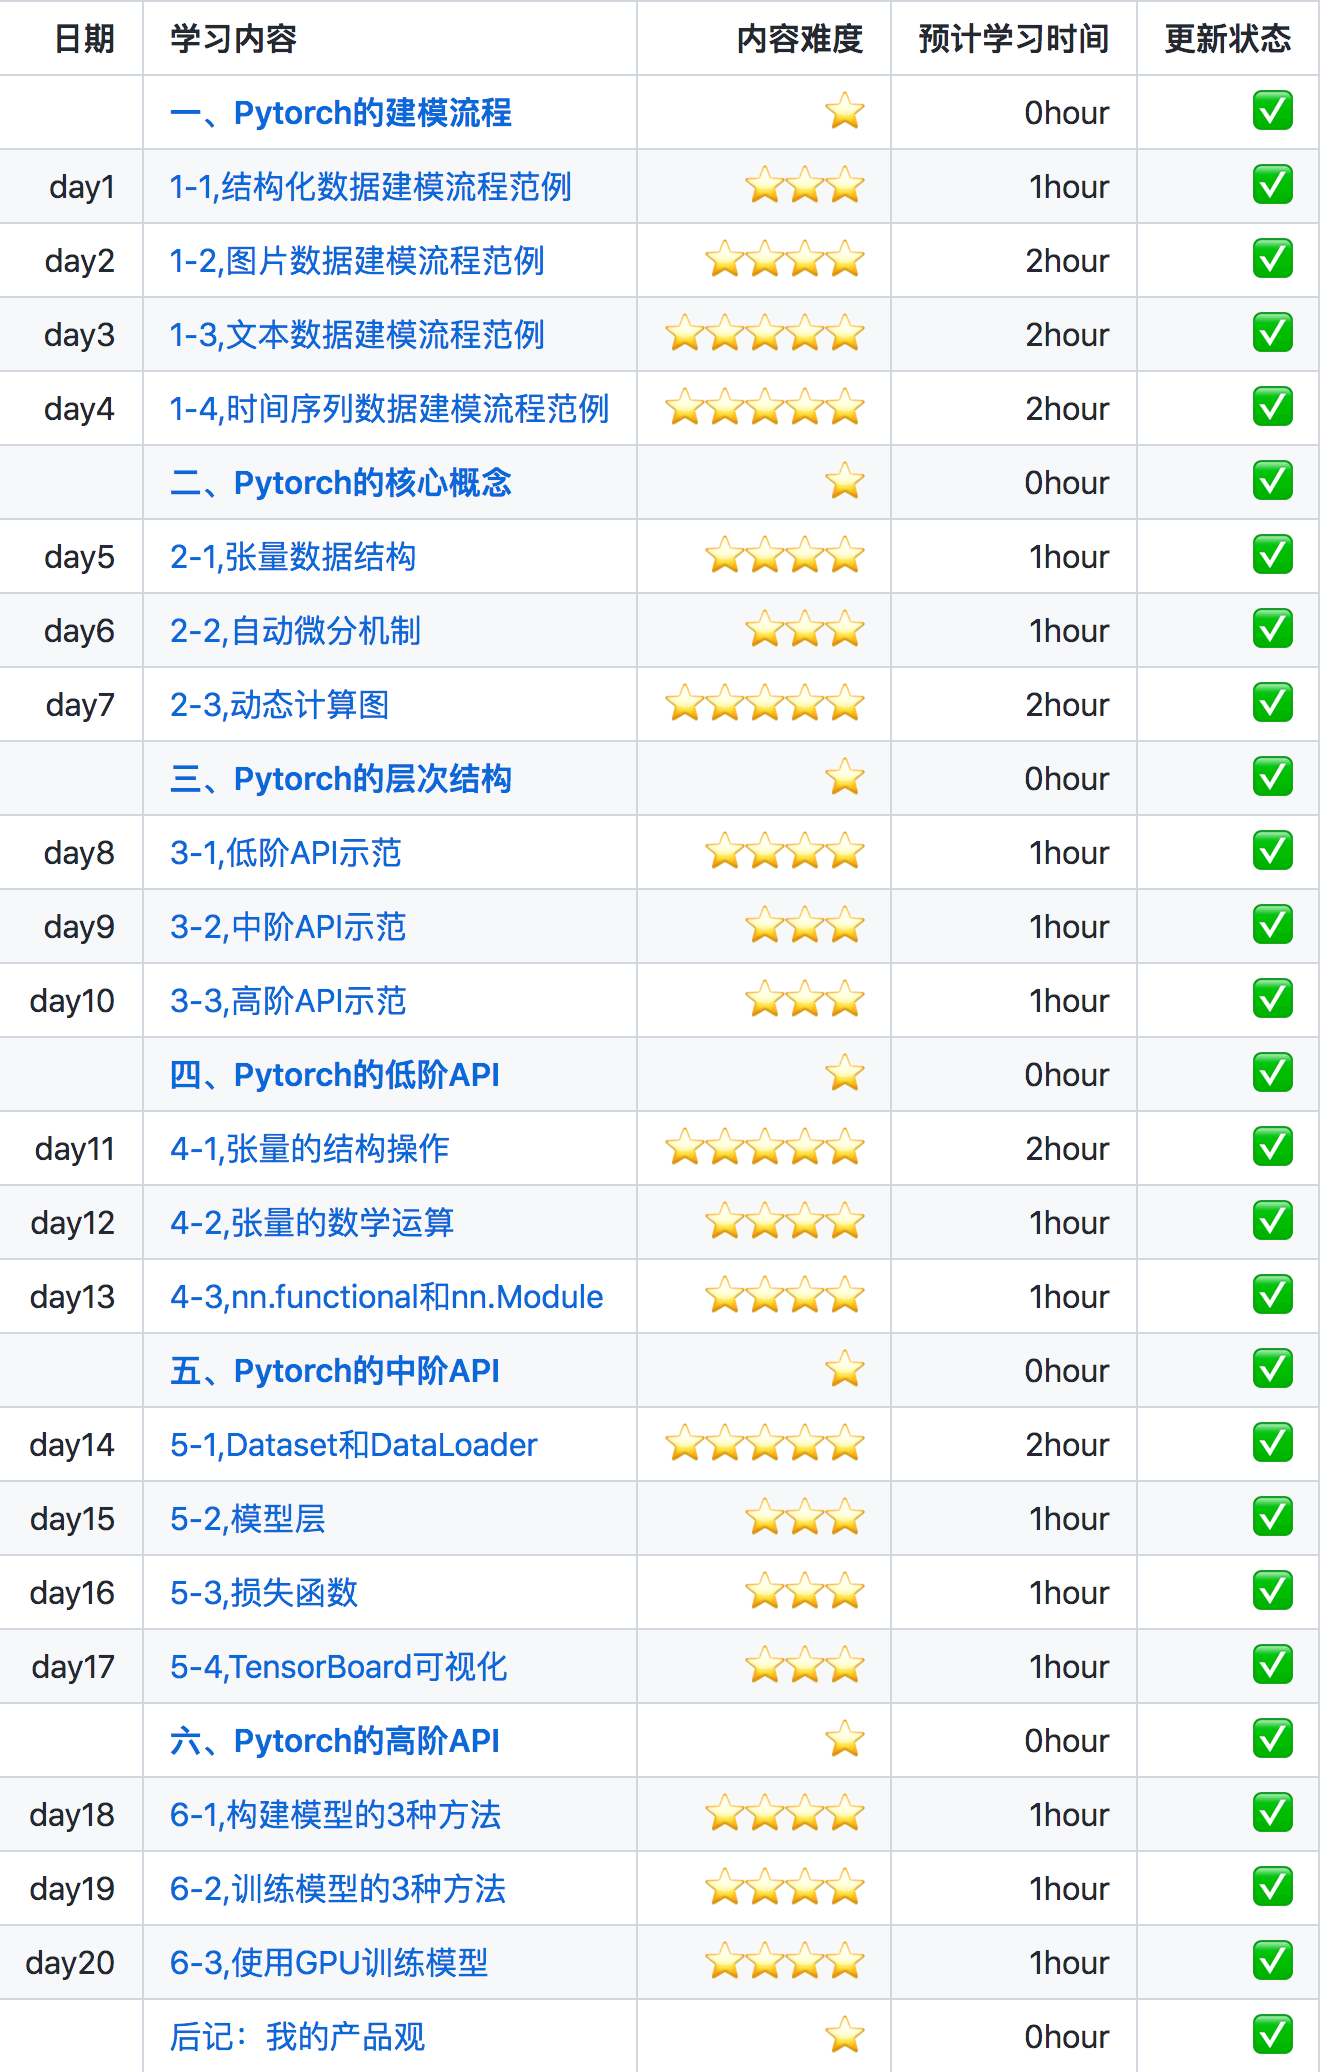 日期 学习内容 内容难度 预计学习时间 更新状态
一、Pytorch的建模流程 ⭐ 0hour ✅
day1 1-1,结构化数据建模流程范例 ⭐⭐⭐ 1hour ✅
day2 1-2,图片数据建模流程范例 ⭐⭐⭐⭐ 2hour ✅
day3 1-3,文本数据建模流程范例 ⭐⭐⭐⭐⭐ 2hour ✅
day4 1-4,时间序列数据建模流程范例 ⭐⭐⭐⭐⭐ 2hour ✅
二、Pytorch的核心概念 ⭐ 0hour ✅
day5 2-1,张量数据结构 ⭐⭐⭐⭐ 1hour ✅
day6 2-2,自动微分机制 ⭐⭐⭐ 1hour ✅
day7 2-3,动态计算图 ⭐⭐⭐⭐⭐ 2hour ✅
三、Pytorch的层次结构 ⭐ 0hour ✅
day8 3-1,低阶API示范 ⭐⭐⭐⭐ 1hour ✅
day9 3-2,中阶API示范 ⭐⭐⭐ 1hour ✅
day10 3-3,高阶API示范 ⭐⭐⭐ 1hour ✅
四、Pytorch的低阶API ⭐ 0hour ✅
day11 4-1,张量的结构操作 ⭐⭐⭐⭐⭐ 2hour ✅
day12 4-2,张量的数学运算 ⭐⭐⭐⭐ 1hour ✅
day13 4-3,nn.functional和nn.Module ⭐⭐⭐⭐ 1hour ✅
五、Pytorch的中阶API ⭐ 0hour ✅
day14 5-1,Dataset和DataLoader ⭐⭐⭐⭐⭐ 2hour ✅
day15 5-2,模型层 ⭐⭐⭐ 1hour ✅
day16 5-3,损失函数 ⭐⭐⭐ 1hour ✅
day17 5-4,TensorBoard可视化 ⭐⭐⭐ 1hour ✅
六、Pytorch的高阶API ⭐ 0hour ✅
day18 6-1,构建模型的3种方法 ⭐⭐⭐⭐ 1hour ✅
day19 6-2,训练模型的3种方法 ⭐⭐⭐⭐ 1hour ✅
day20 6-3,使用GPU训练模型 ⭐⭐⭐⭐ 1hour ✅
后记：我的产品观 ⭐ 0hour ✅